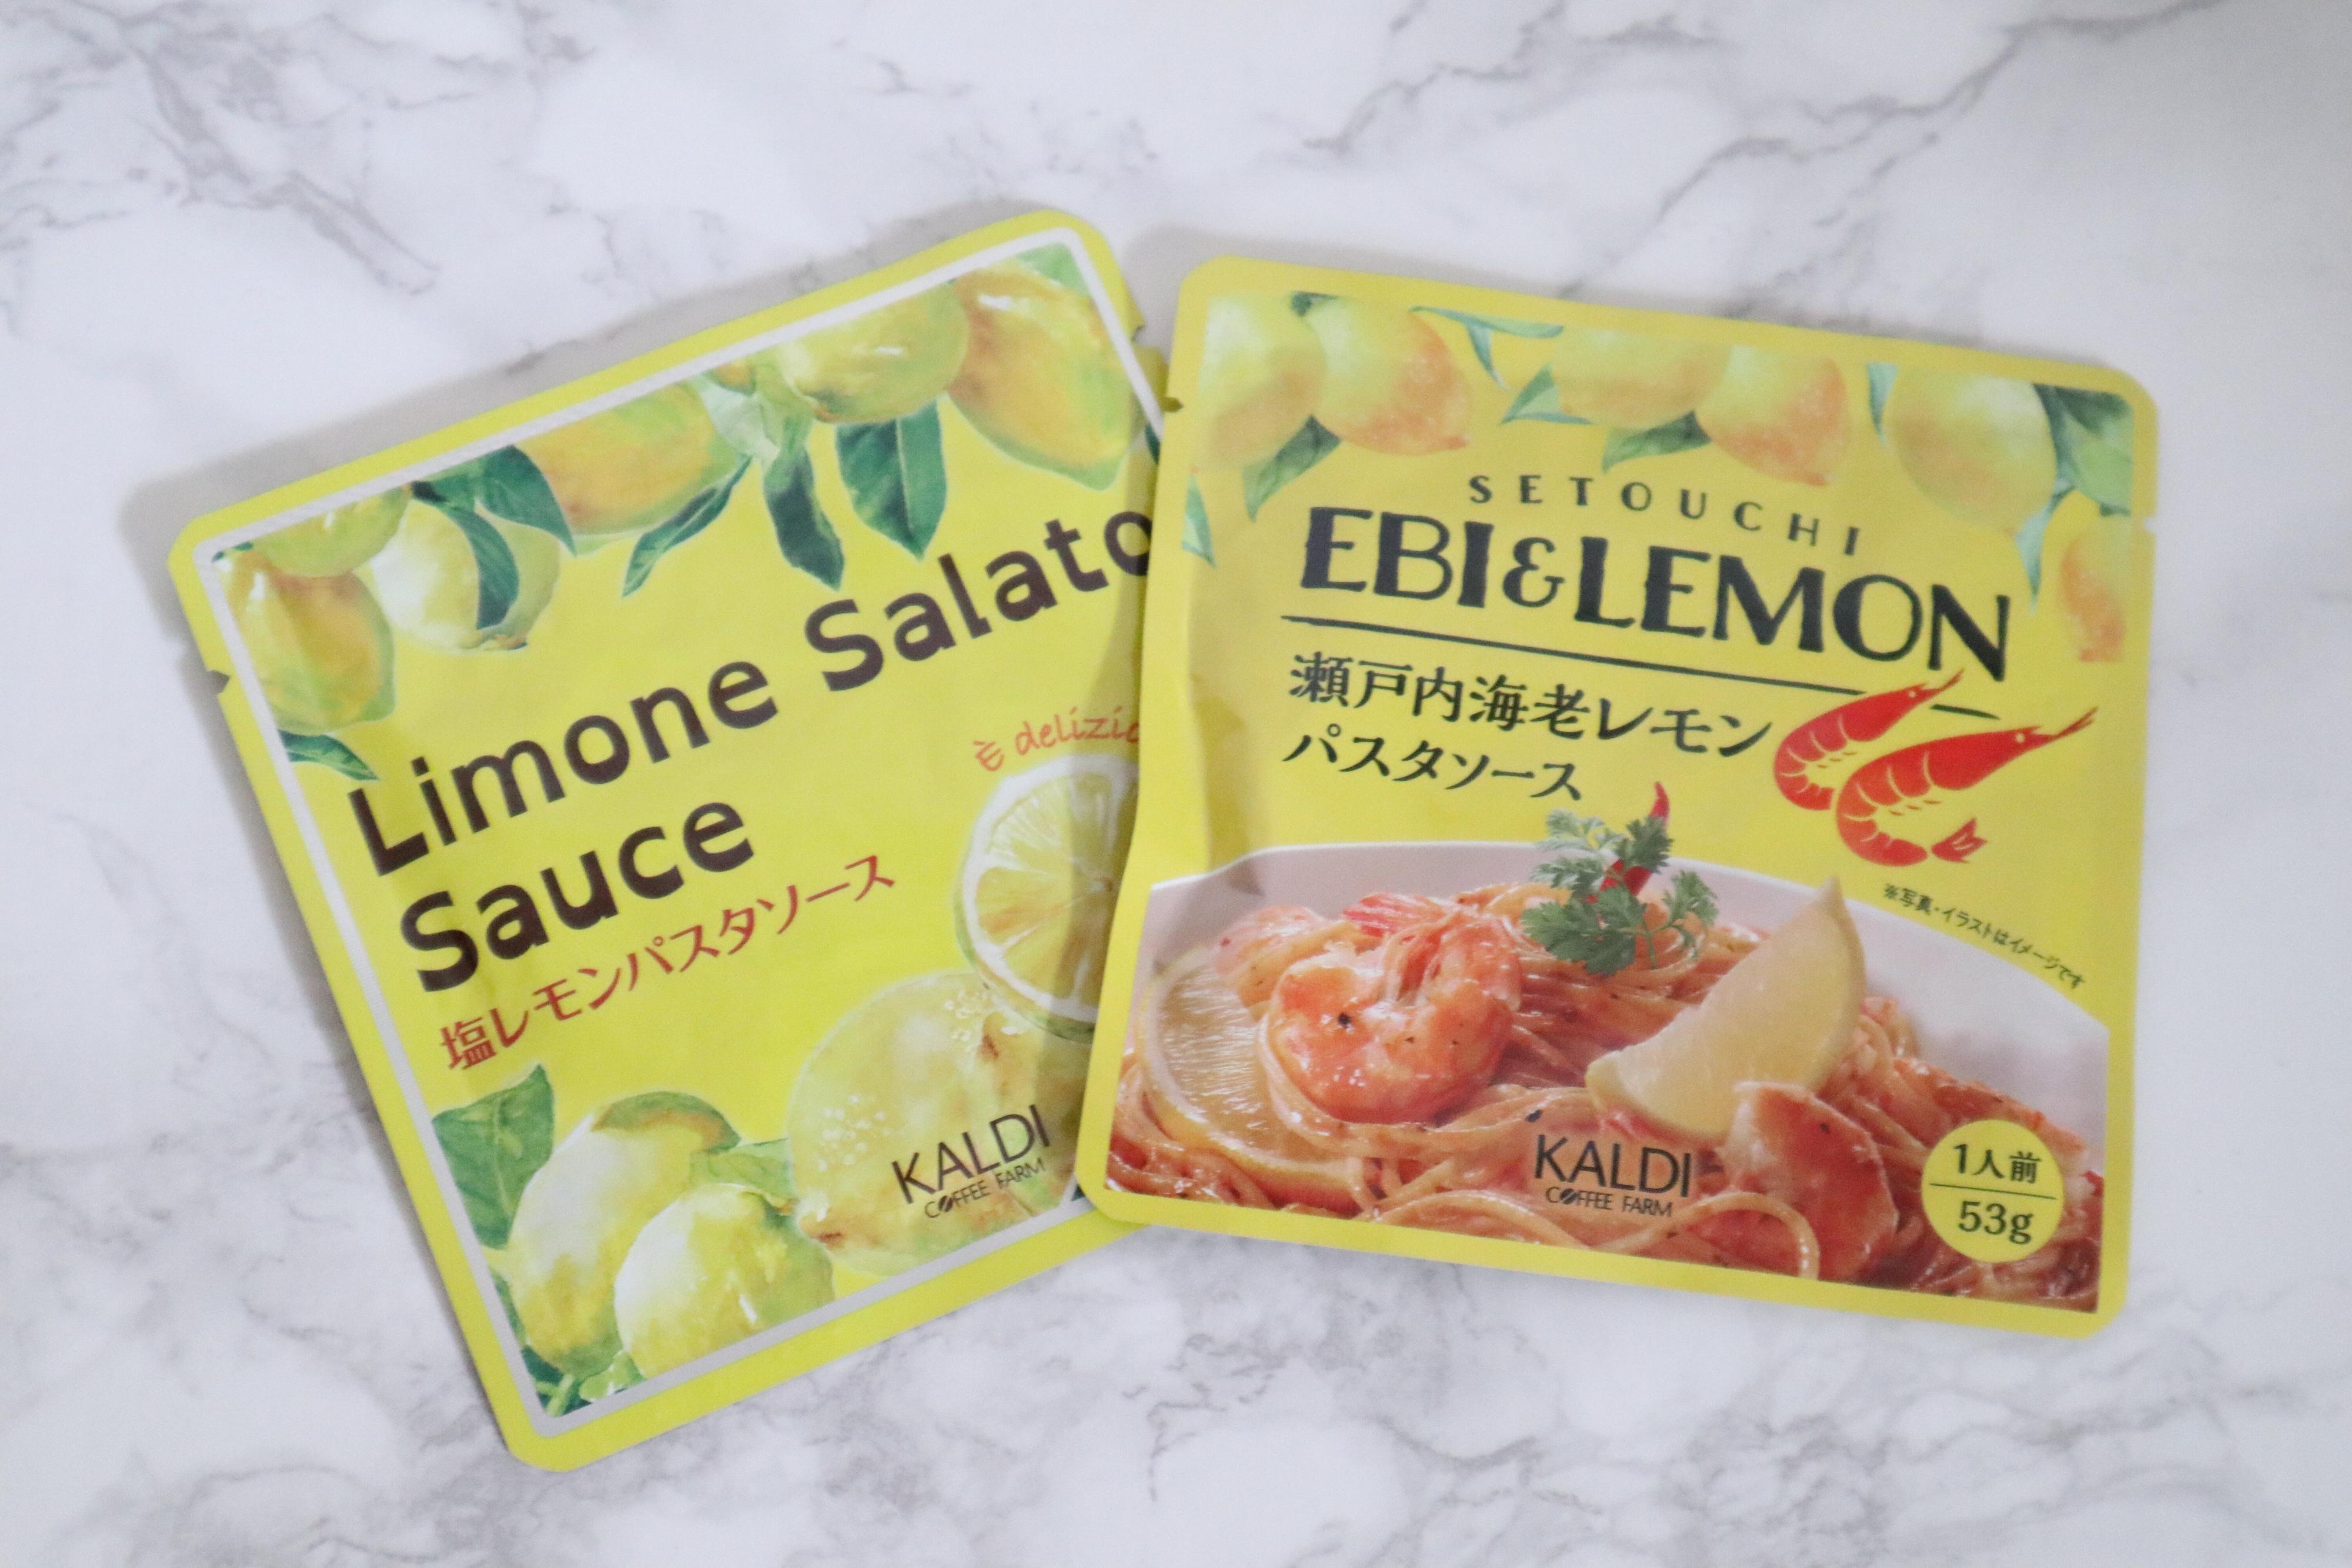 Limone Salato
Sauce
È delizio
塩レモンパスタソース
KALDI
COFFEE FARM
SETOUCHI
EBI&LEMON
瀬戸内海老レモン
パスタソース
※写真・イラストはイメージです
KALDI
COFFEE FARM
1人前
53g